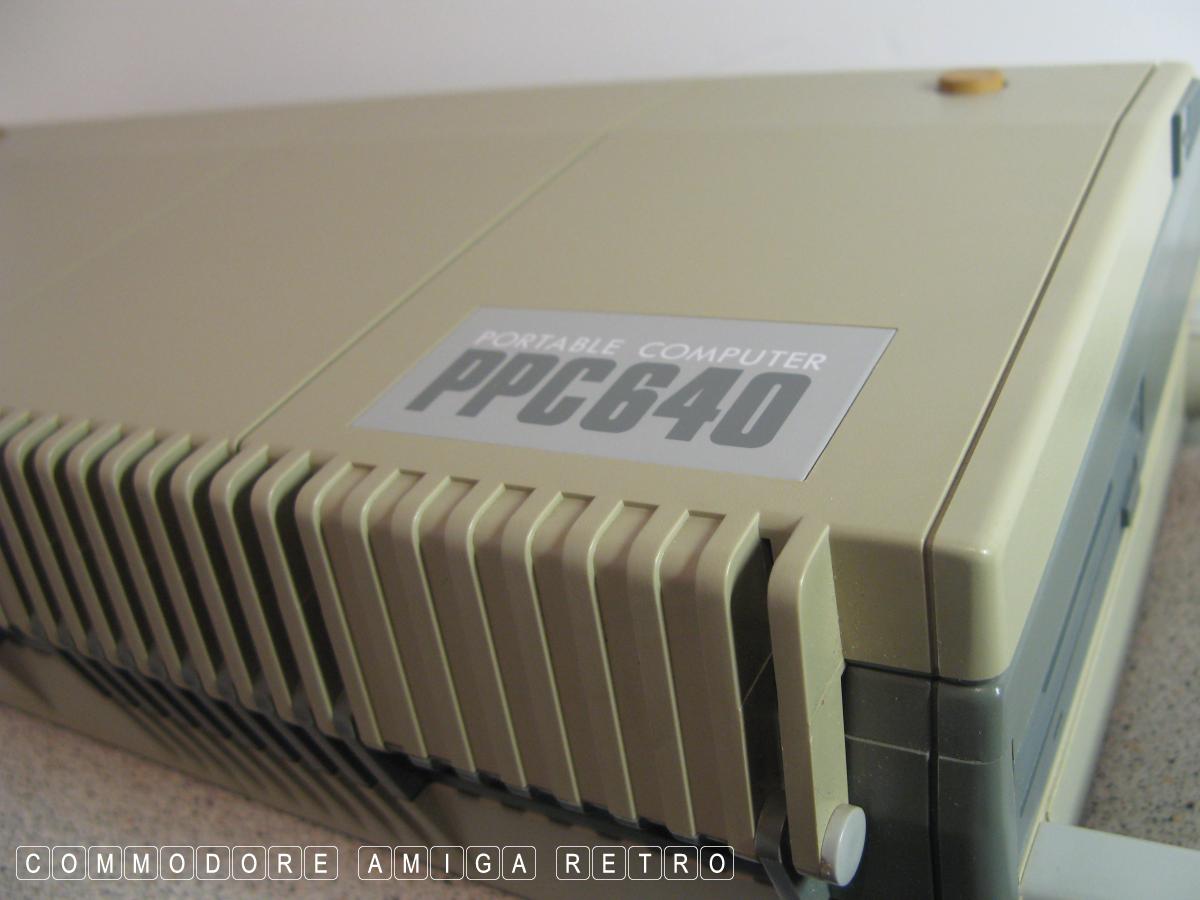 PORTABLE COMPUTER
PPC640
COMMODORE AMIGA RETRO